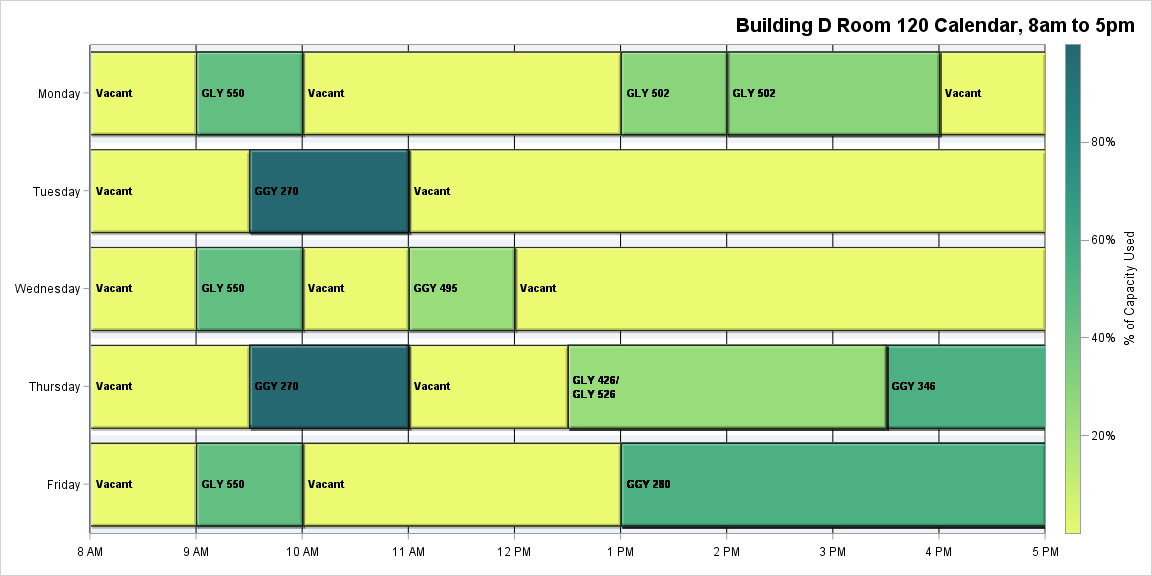 Building D Room 120 Calendar, 8am to 5pm
Monday
Vacant
GLY 550
Vacant
GLY 502
GLY 502
Vacant
Tuesday
Vacant
GGY 270
Vacant
Wednesday
Vacant
GLY 550
Vacant
GGY 495
Vacant
Thursday
Vacant
GGY 270
Vacant
GLY 426/
GLY 526
GGY 346
Friday
Vacant
GLY 550
Vacant
GGY 280
8 AM
9 AM
10 AM
11 AM
12 PM
1 PM
2 PM
3 PM
4 PM
5 PM
80%
60%
40%
20%
% of Capacity Used